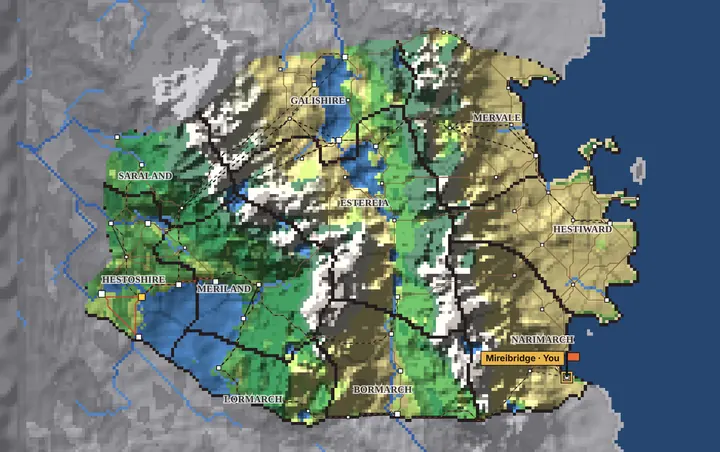 GALISHIRE
MERVALE
SARALAND
ESTEREIA
HESTIWARD
HESTOSHIRE
MERILAND
NARIMARCH
Mireibridge · You
BORMARCH
LORMARCH